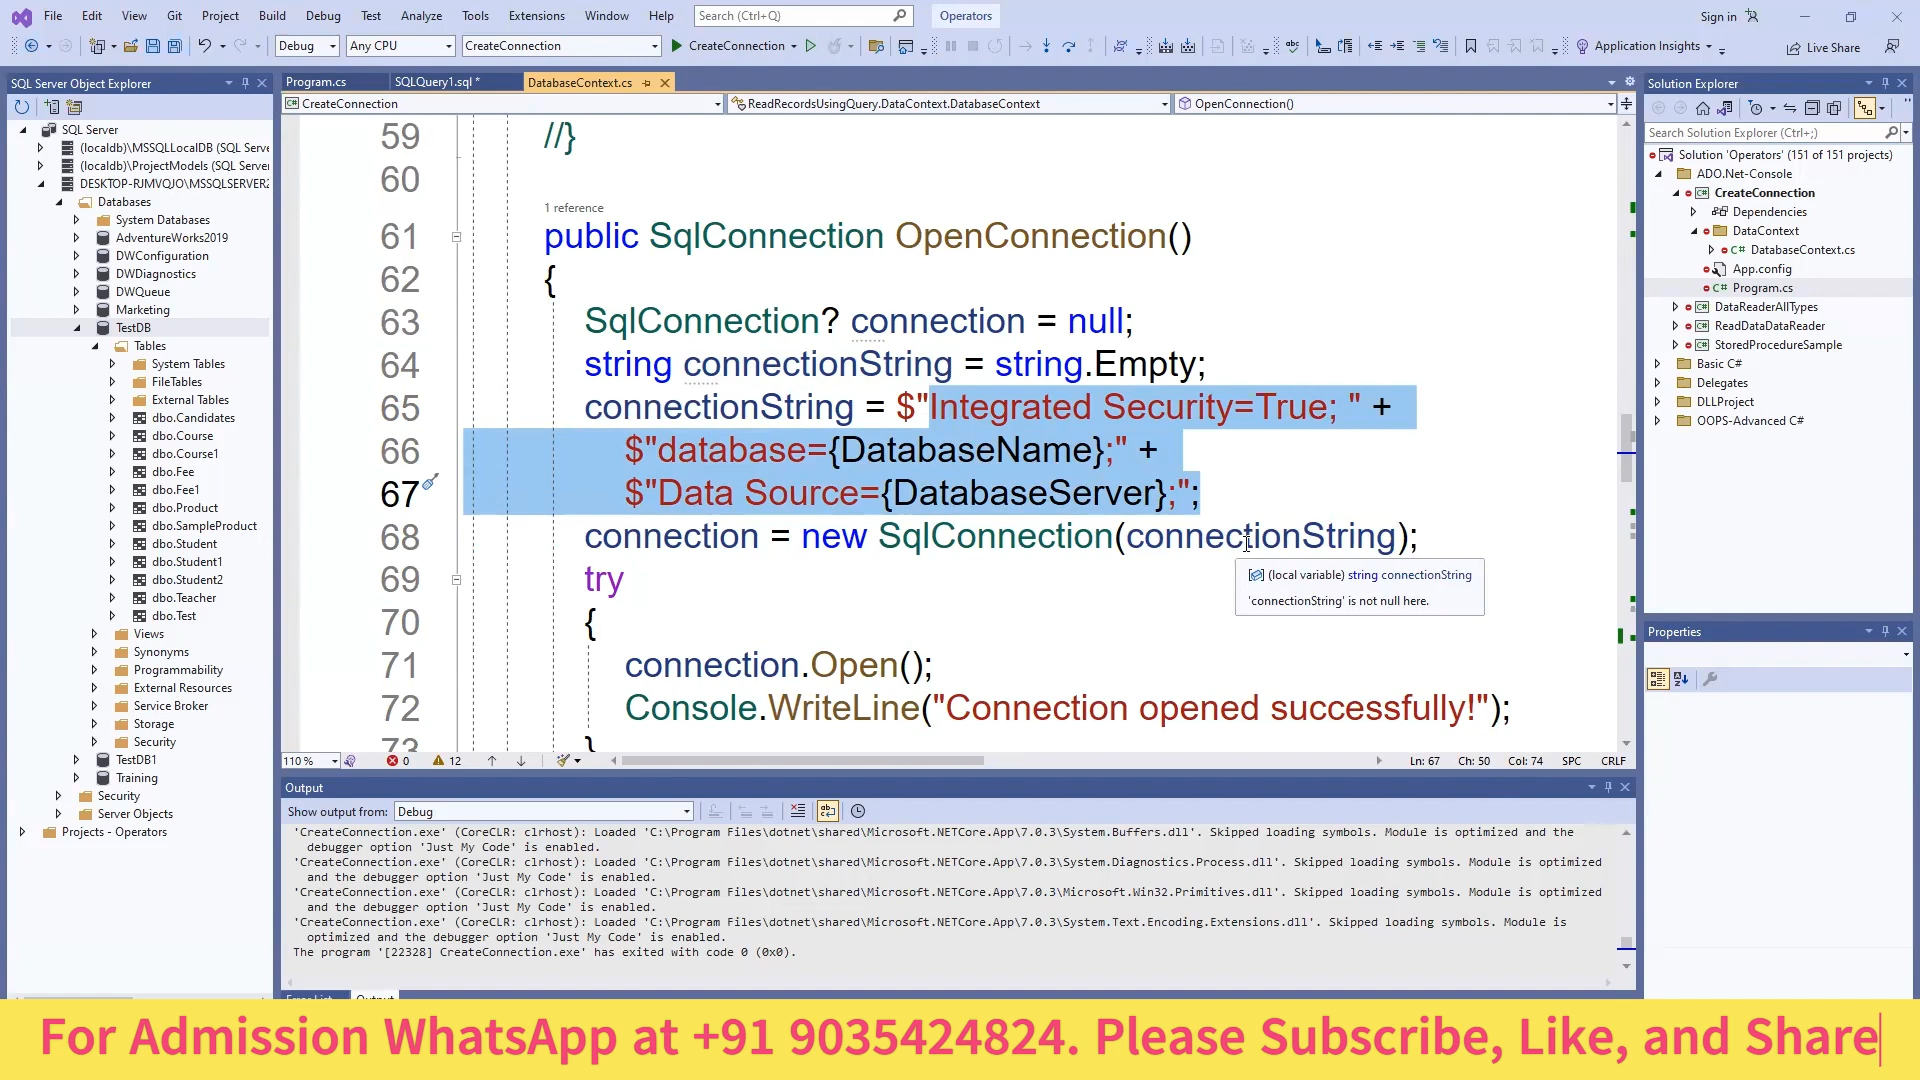 File Edit View Git Project Build Debug Test Analyze Tools Extensions Window Help Search (Ctrl+Q) Operators Sign in
Debug Any CPU CreateConnection CreateConnection Application Insights Live Share
SQL Server Object Explorer
SQL Server
(localdb)\MSSQLLocalDB (SQL Serve
(localdb)\ProjectModels (SQL Serve
DESKTOP-RJMVQJO\MSSQLSERVER2
Databases
System Databases
AdventureWorks2019
DWConfiguration
DWDiagnostics
DWQueue
Marketing
TestDB
Tables
System Tables
FileTables
External Tables
dbo.Candidates
dbo.Course
dbo.Course1
dbo.Fee
dbo.Fee1
dbo.Product
dbo.SampleProduct
dbo.Student
dbo.Student1
dbo.Student2
dbo.Teacher
dbo.Test
Views
Synonyms
Programmability
External Resources
Service Broker
Storage
Security
TestDB1
Training
Security
Server Objects
Projects - Operators
Program.cs SQLQuery1.sql * DatabaseContext.cs
CreateConnection ReadRecordsUsingQuery.DataContext.DatabaseContext OpenConnection()
59 //}
60
1 reference
61 public SqlConnection OpenConnection()
62 {
63 SqlConnection? connection = null;
64 string connectionString = string.Empty;
65 connectionString = $"Integrated Security=True; " +
66 $"database={DatabaseName};" +
67 $"Data Source={DatabaseServer};";
68 connection = new SqlConnection(connectionString);
69 try
(local variable) string connectionString
'connectionString' is not null here.
70 {
71 connection.Open();
72 Console.WriteLine("Connection opened successfully!");
73 }
110 % 0 12 Ln: 67 Ch: 50 Col: 74 SPC CRLF
Output
Show output from: Debug
'CreateConnection.exe' (CoreCLR: clrhost): Loaded 'C:\Program Files\dotnet\shared\Microsoft.NETCore.App\7.0.3\System.Buffers.dll'. Skipped loading symbols. Module is optimized and the
debugger option 'Just My Code' is enabled.
'CreateConnection.exe' (CoreCLR: clrhost): Loaded 'C:\Program Files\dotnet\shared\Microsoft.NETCore.App\7.0.3\System.Diagnostics.Process.dll'. Skipped loading symbols. Module is optimized
and the debugger option 'Just My Code' is enabled.
'CreateConnection.exe' (CoreCLR: clrhost): Loaded 'C:\Program Files\dotnet\shared\Microsoft.NETCore.App\7.0.3\Microsoft.Win32.Primitives.dll'. Skipped loading symbols. Module is optimized
and the debugger option 'Just My Code' is enabled.
'CreateConnection.exe' (CoreCLR: clrhost): Loaded 'C:\Program Files\dotnet\shared\Microsoft.NETCore.App\7.0.3\System.Text.Encoding.Extensions.dll'. Skipped loading symbols. Module is
optimized and the debugger option 'Just My Code' is enabled.
The program '[22328] CreateConnection.exe' has exited with code 0 (0x0).
Error List Output
Solution Explorer
Search Solution Explorer (Ctrl+;)
Solution 'Operators' (151 of 151 projects)
ADO.Net-Console
CreateConnection
Dependencies
DataContext
DatabaseContext.cs
App.config
Program.cs
DataReaderAllTypes
ReadDataDataReader
StoredProcedureSample
Basic C#
Delegates
DLLProject
OOPS-Advanced C#
Properties
For Admission WhatsApp at +91 9035424824. Please Subscribe, Like, and Share